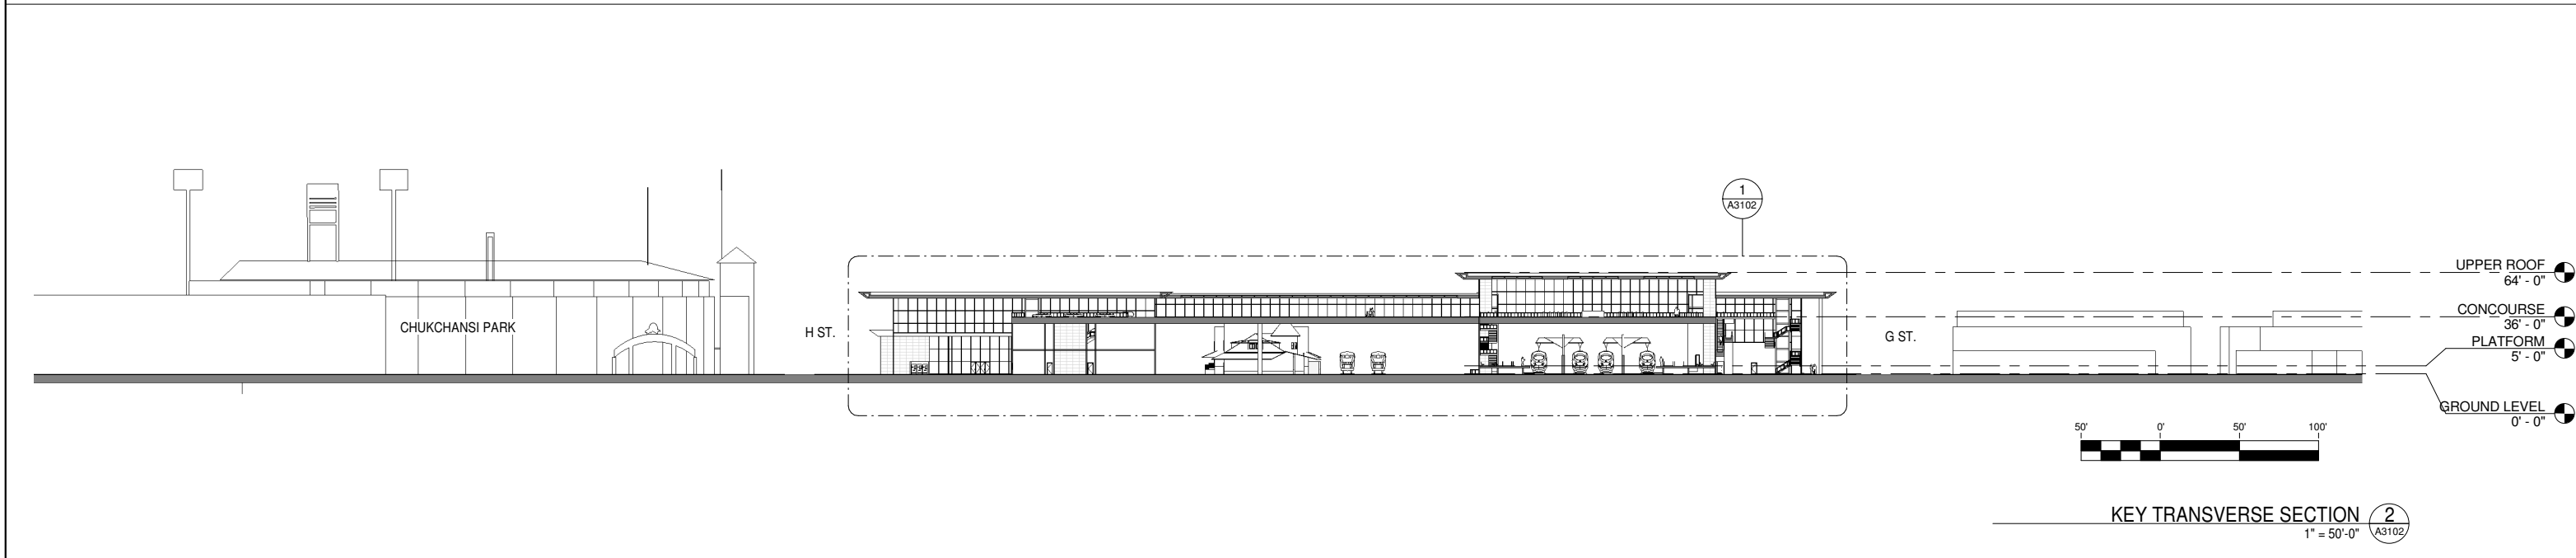 1
A3102
UPPER ROOF
64' - 0"
CONCOURSE
36' - 0"
CHUKCHANSI PARK
H ST.
G ST.
PLATFORM
5' - 0"
GROUND LEVEL
0' - 0"
50' 0' 50' 100'
KEY TRANSVERSE SECTION 2
1" = 50'-0" A3102